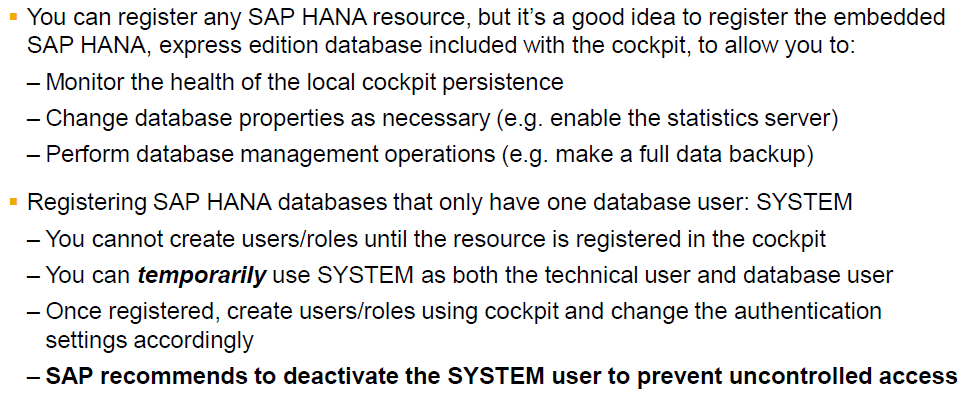 ▪ You can register any SAP HANA resource, but it’s a good idea to register the embedded
SAP HANA, express edition database included with the cockpit, to allow you to:
– Monitor the health of the local cockpit persistence
– Change database properties as necessary (e.g. enable the statistics server)
– Perform database management operations (e.g. make a full data backup)
▪ Registering SAP HANA databases that only have one database user: SYSTEM
– You cannot create users/roles until the resource is registered in the cockpit
– You can temporarily use SYSTEM as both the technical user and database user
– Once registered, create users/roles using cockpit and change the authentication
settings accordingly
– SAP recommends to deactivate the SYSTEM user to prevent uncontrolled access